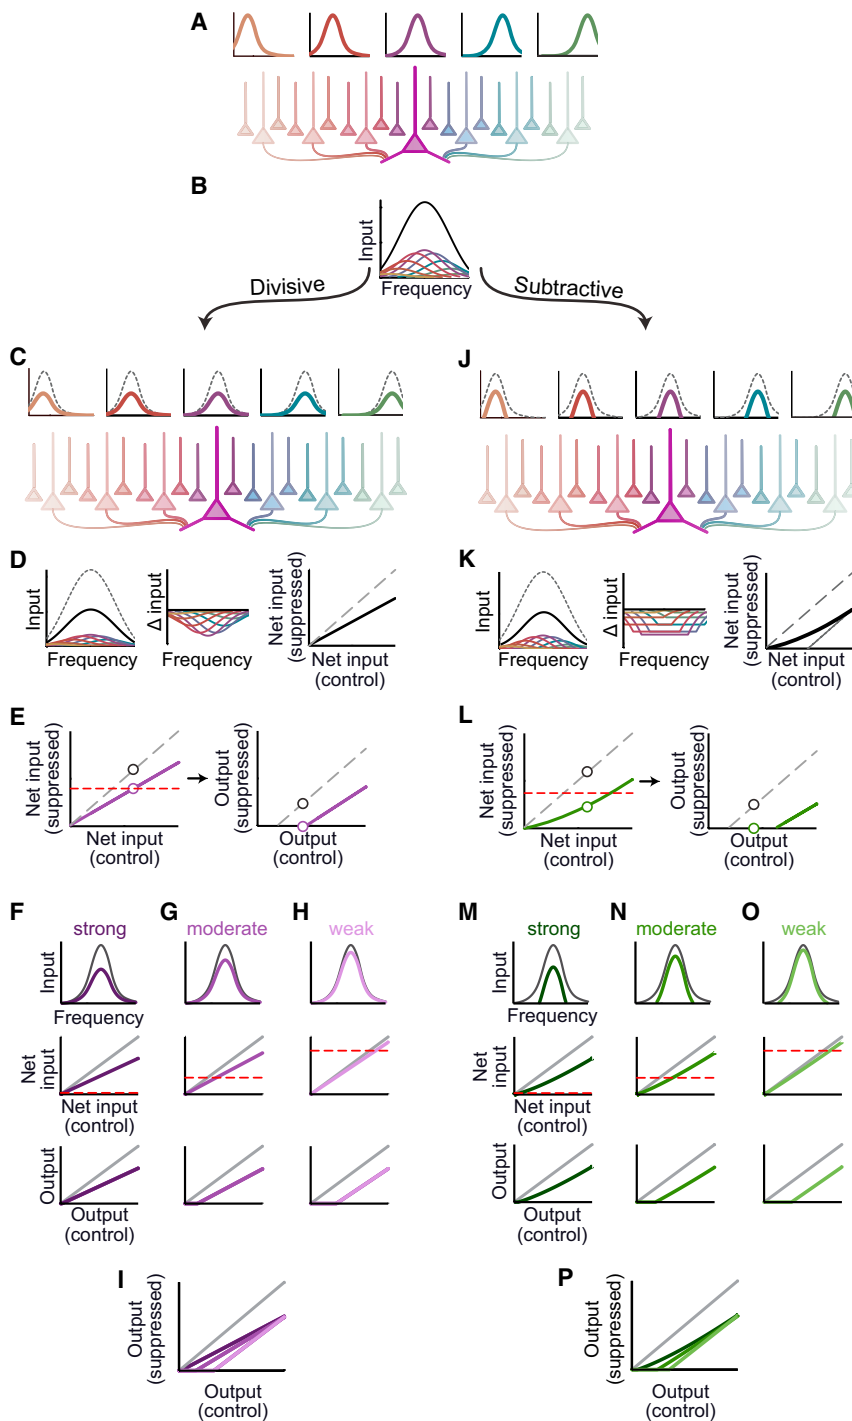 A
B
Input
Frequency
Divisive
Subtractive
C
J
D
Input
Frequency
Δ input
Frequency
Net input
(suppressed)
Net input
(control)
K
Input
Frequency
Δ input
Frequency
Net input
(suppressed)
Net input
(control)
E
Net input
(suppressed)
Net input
(control)
Output
(suppressed)
Output
(control)
L
Net input
(suppressed)
Net input
(control)
Output
(suppressed)
Output
(control)
F
strong
G
moderate
H
weak
Input
Frequency
Net
input
Net input
(control)
Output
Output
(control)
M
strong
N
moderate
O
weak
Input
Frequency
Net
input
Net input
(control)
Output
Output
(control)
I
Output
(suppressed)
Output
(control)
P
Output
(suppressed)
Output
(control)